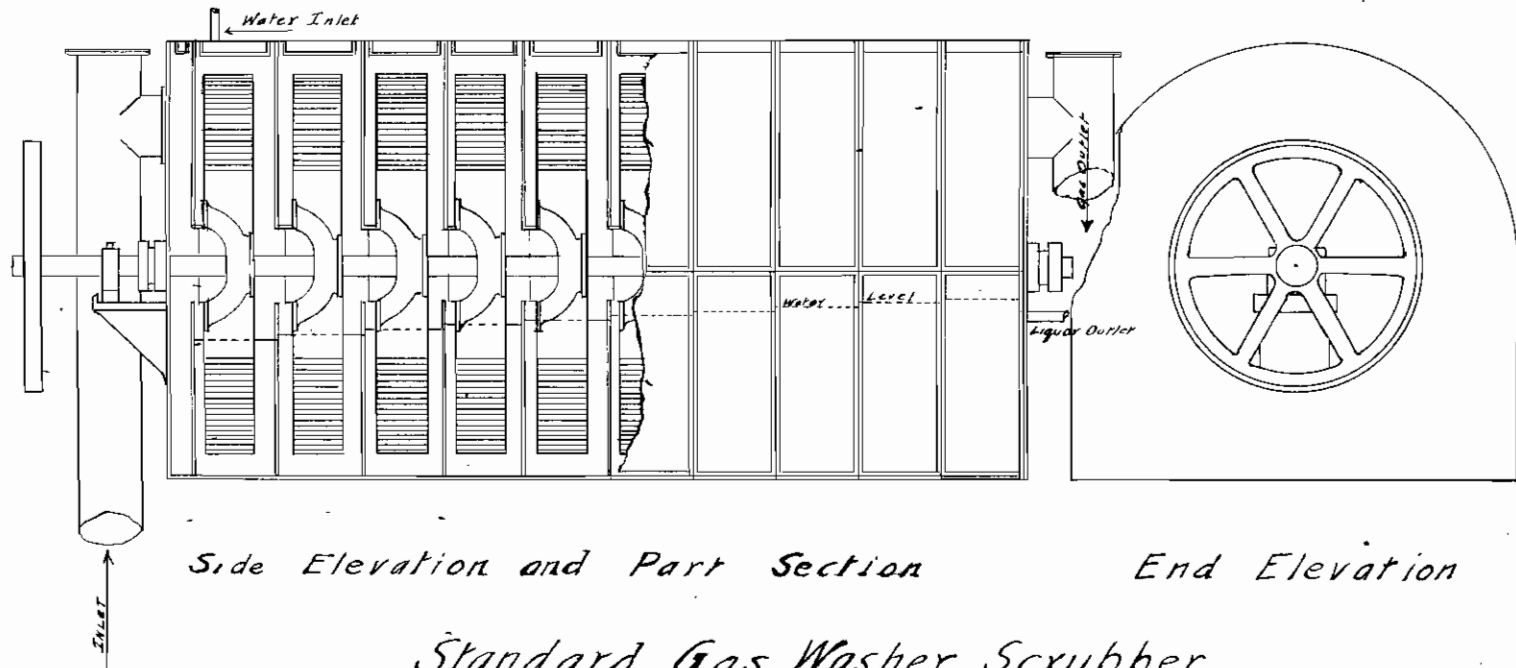 Water Inlet
Gas Outlet
Water Level
Liquor Outlet
Side Elevation and Part Section
End Elevation
INLET
Standard Gas Washer Scrubber